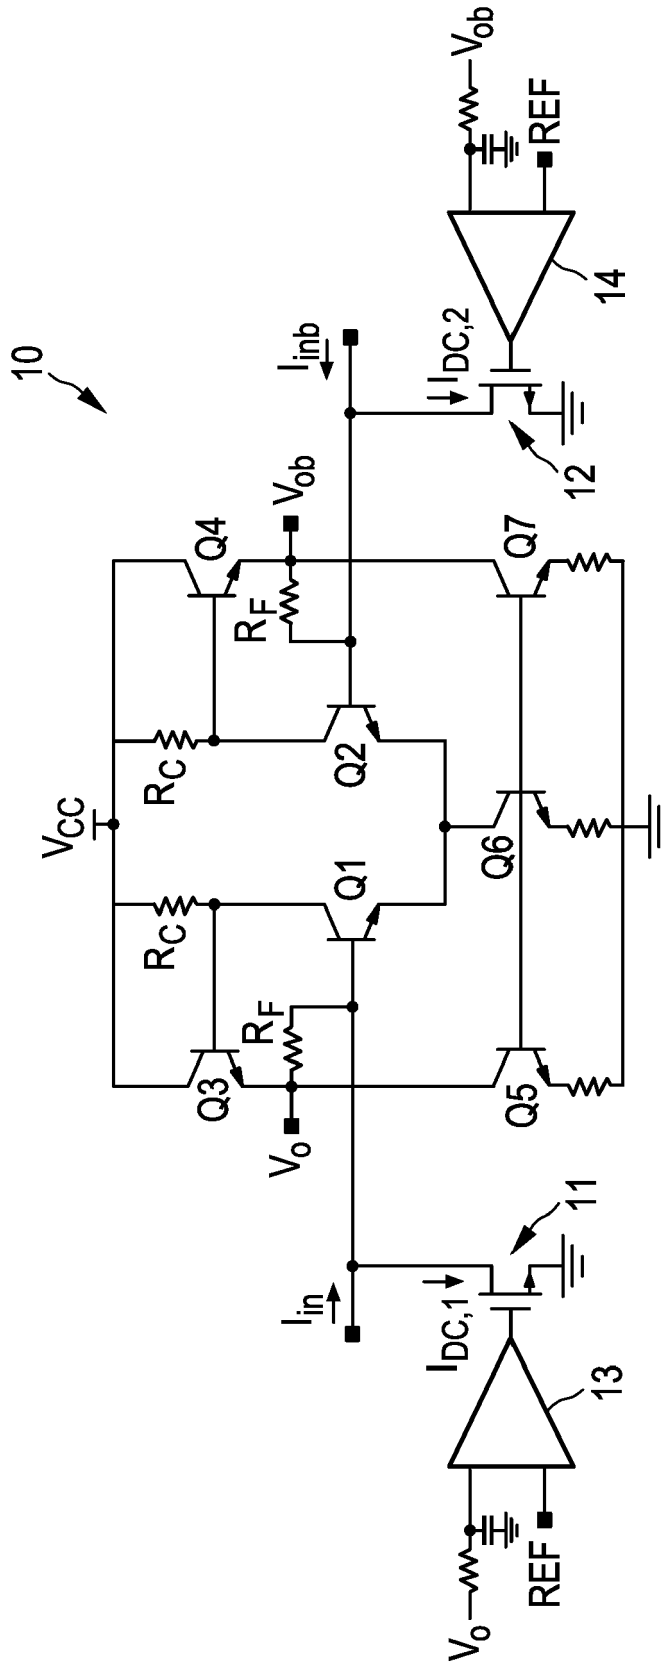 10
V_CC
R_C
R_C
Q3
Q4
V_o
V_ob
R_F
R_F
I_in
I_inb
Q1
Q2
I_DC,1
I_DC,2
Q5
Q6
Q7
11
12
V_o
V_ob
REF
REF
13
14